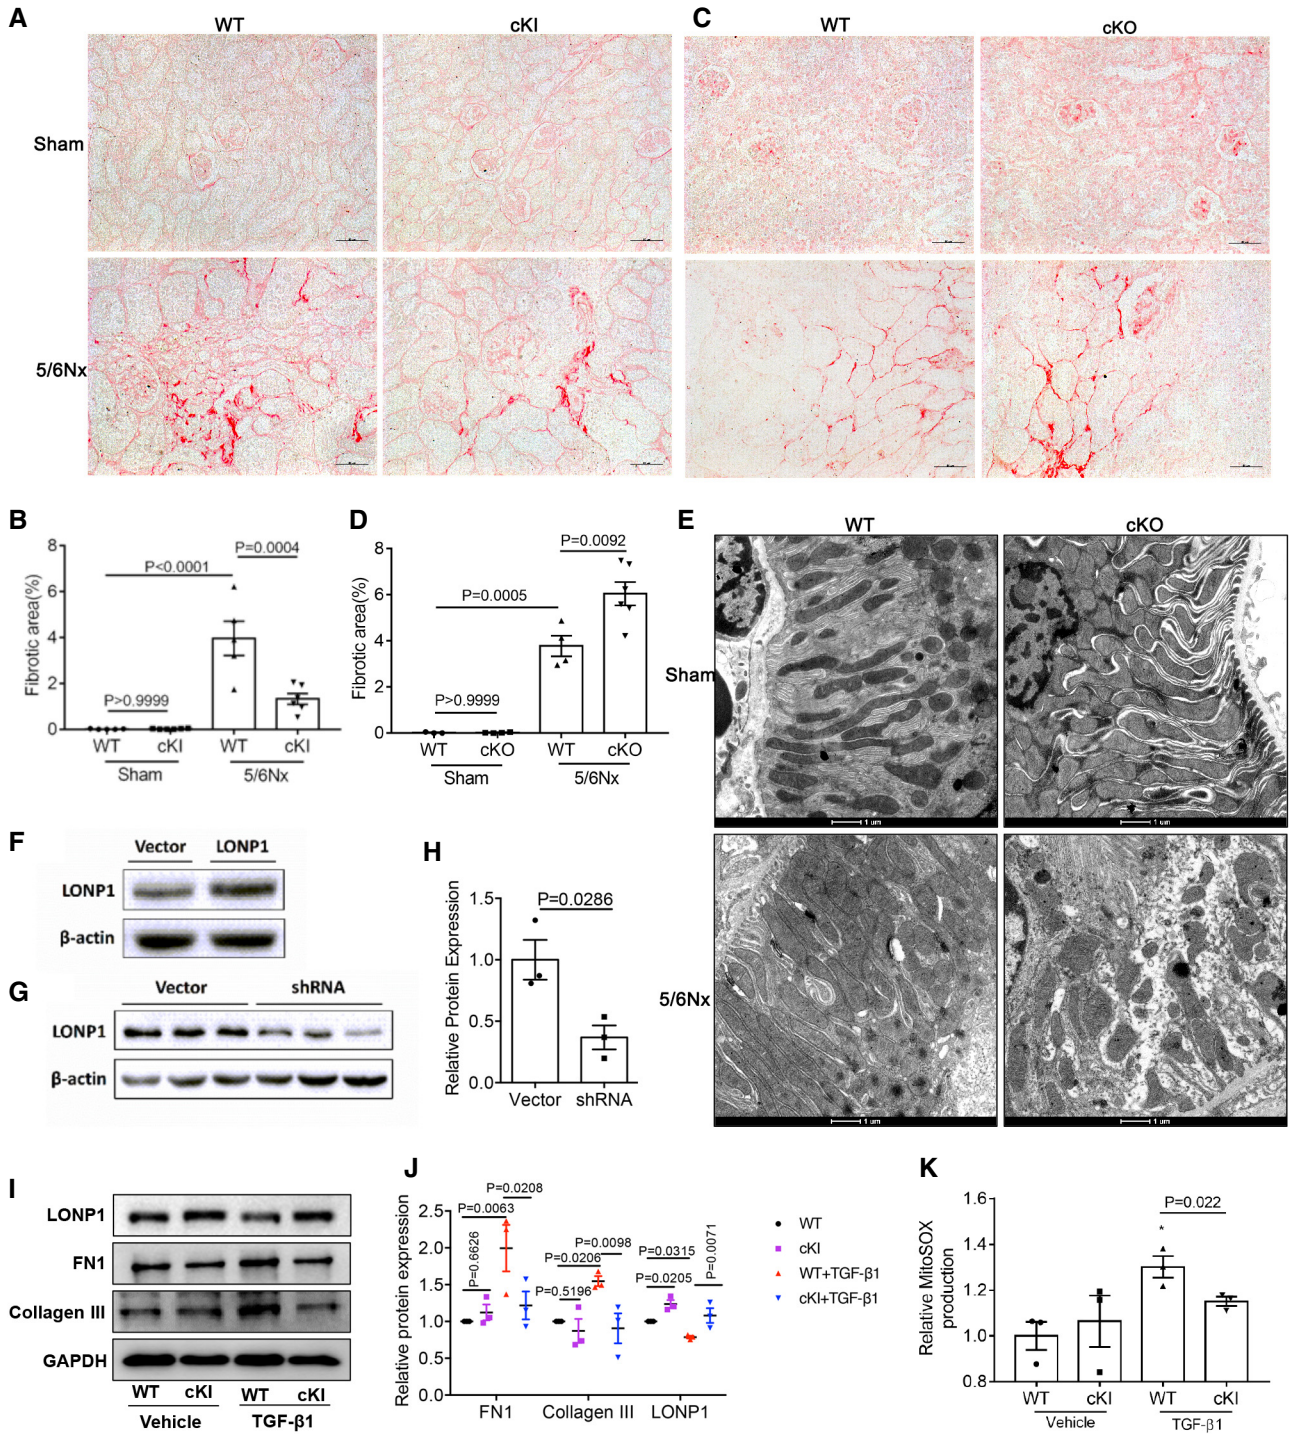 A
WT
cKI
Sham
5/6Nx
C
WT
cKO
B
Fibrotic area(%)
8
6
4
2
0
P<0.0001
P=0.0004
P>0.9999
WT
cKI
WT
cKI
Sham
5/6Nx
D
Fibrotic area(%)
8
6
4
2
0
P=0.0092
P=0.0005
P>0.9999
WT
cKO
WT
cKO
Sham
5/6Nx
E
WT
cKO
Sham
5/6Nx
1 um
1 um
1 um
1 um
F
Vector
LONP1
LONP1
β-actin
G
Vector
shRNA
LONP1
β-actin
H
Relative Protein Expression
1.5
1.0
0.5
0.0
P=0.0286
Vector
shRNA
I
LONP1
FN1
Collagen III
GAPDH
WT
cKI
WT
cKI
Vehicle
TGF-β1
J
Relative protein expression
2.5
2.0
1.5
1.0
0.5
0.0
P=0.0208
P=0.0063
P=0.6626
P=0.0098
P=0.0206
P=0.5196
P=0.0315
P=0.0205
P=0.0071
FN1
Collagen III
LONP1
WT
cKI
WT+TGF-β1
cKI+TGF-β1
K
Relative MitoSOX
production
1.6
1.4
1.2
1.0
0.8
P=0.022
*
WT
cKI
WT
cKI
Vehicle
TGF-β1